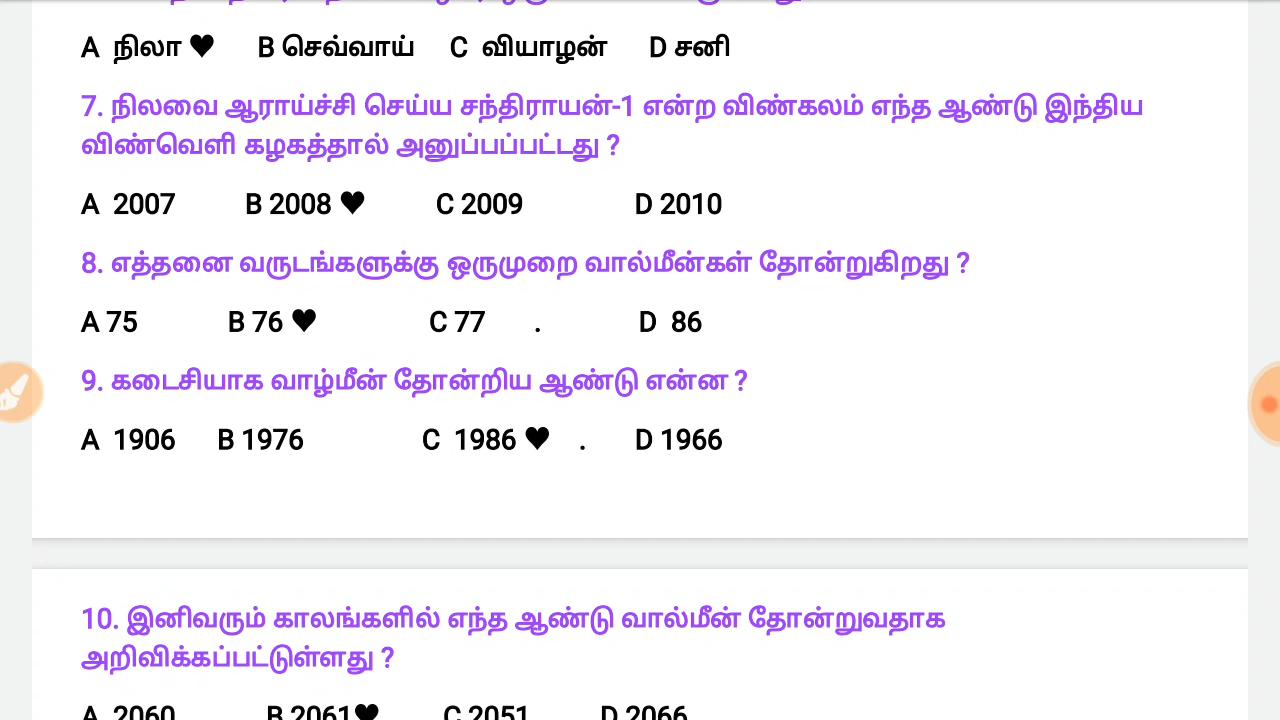 A நிலா ♥ B செவ்வாய் C வியாழன் D சனி
7. நிலவை ஆராய்ச்சி செய்ய சந்திராயன்-1 என்ற விண்கலம் எந்த ஆண்டு இந்திய
விண்வெளி கழகத்தால் அனுப்பப்பட்டது ?
A 2007 B 2008 ♥ C 2009 D 2010
8. எத்தனை வருடங்களுக்கு ஒருமுறை வால்மீன்கள் தோன்றுகிறது ?
A 75 B 76 ♥ C 77 . D 86
9. கடைசியாக வாழ்மீன் தோன்றிய ஆண்டு என்ன ?
A 1906 B 1976 C 1986 ♥ . D 1966
10. இனிவரும் காலங்களில் எந்த ஆண்டு வால்மீன் தோன்றுவதாக
அறிவிக்கப்பட்டுள்ளது ?
A 2060 B 2061♥ C 2051 D 2066